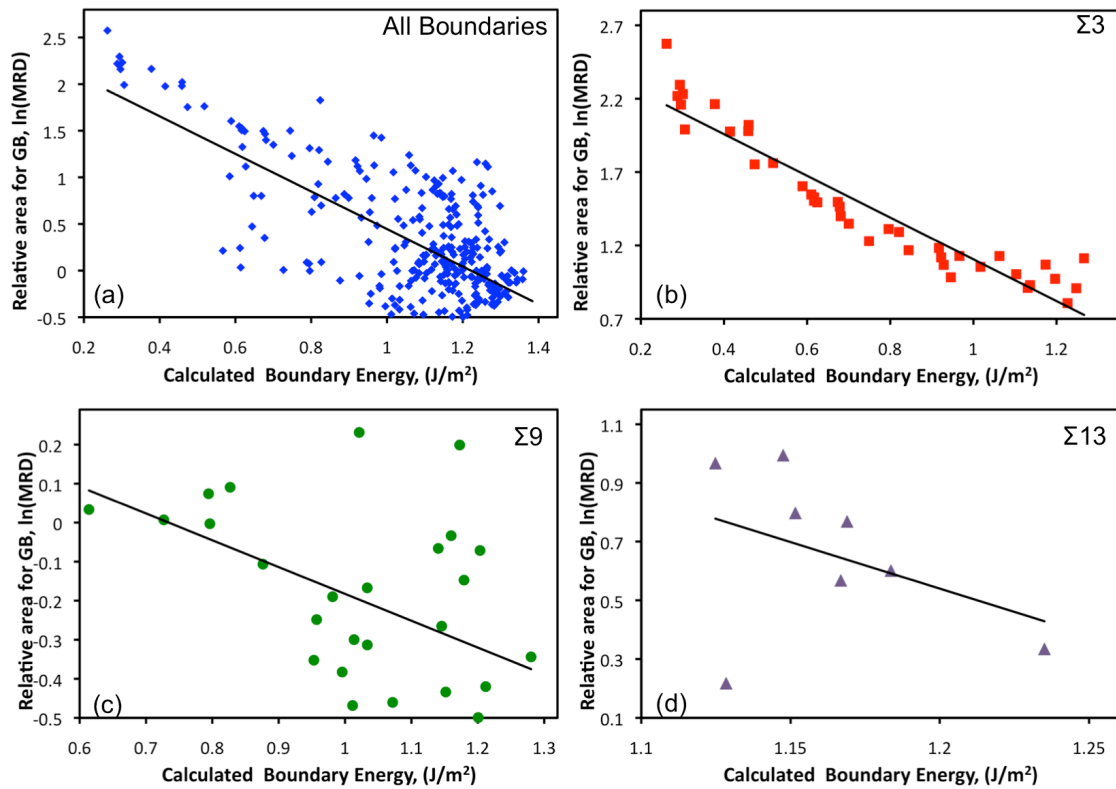 All Boundaries
Relative area for GB, ln(MRD)
2.5
2
1.5
1
0.5
0
-0.5
(a)
0.2 0.4 0.6 0.8 1.0 1.2 1.4
Calculated Boundary Energy, (J/m²)
Σ3
Relative area for GB, ln(MRD)
2.7
2.2
1.7
1.2
0.7
(b)
0.2 0.4 0.6 0.8 1 1.2
Calculated Boundary Energy, (J/m²)
Σ9
Relative area for GB, ln(MRD)
0.2
0.1
0
-0.1
-0.2
-0.3
-0.4
-0.5
(c)
0.6 0.7 0.8 0.9 1 1.1 1.2 1.3
Calculated Boundary Energy, (J/m²)
Σ13
Relative area for GB, ln(MRD)
1.1
0.9
0.7
0.5
0.3
0.1
(d)
1.1 1.15 1.2 1.25
Calculated Boundary Energy, (J/m²)